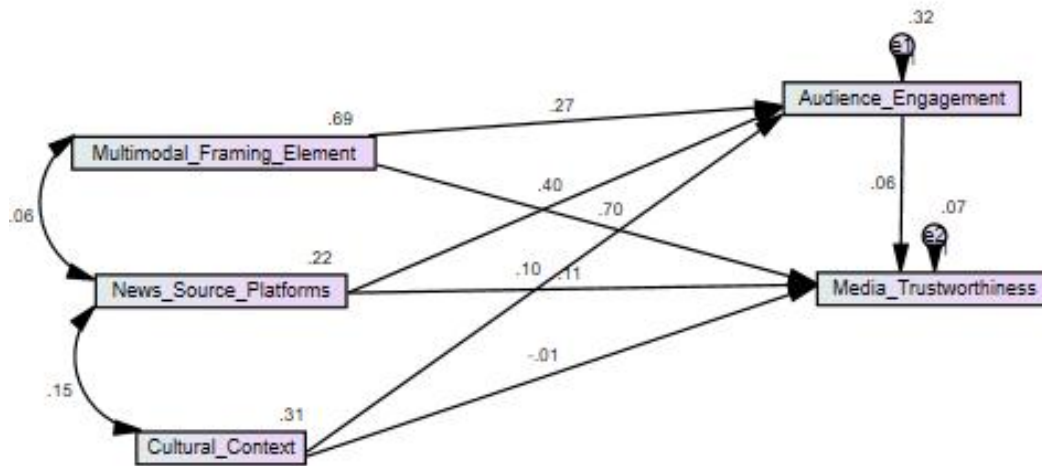 .32
e1
Audience_Engagement
.69
.27
Multimodal_Framing_Element
.06
.40
.70
.06
.07
e2
.22
.10
.11
News_Source_Platforms
Media_Trustworthiness
-.01
.15
.31
Cultural_Context